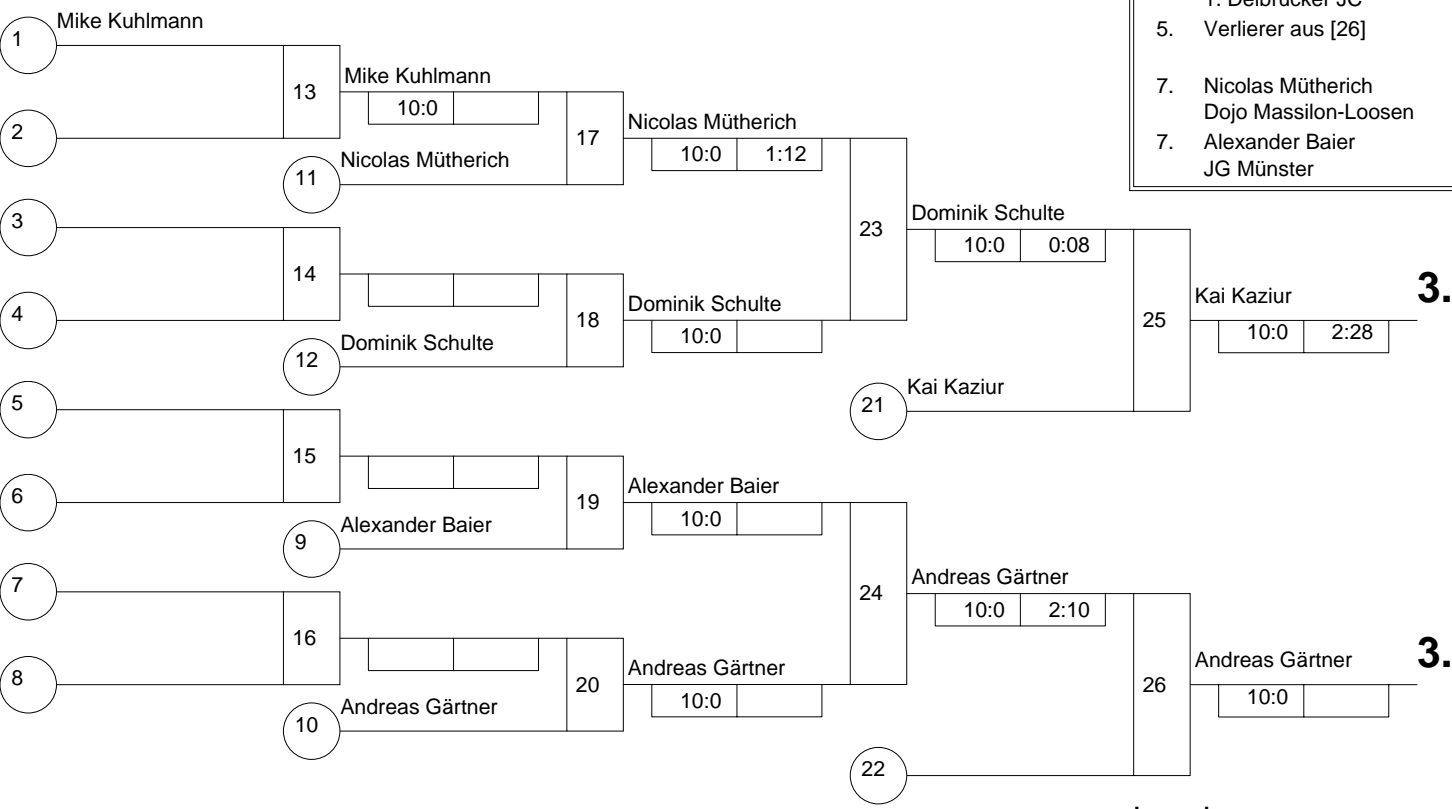 1. Delbrücker JC
5. Verlierer aus [26]
7. Nicolas Mütherich
Dojo Massilon-Loosen
7. Alexander Baier
JG Münster
1
Mike Kuhlmann
2
13
Mike Kuhlmann
10:0
11
Nicolas Mütherich
17
Nicolas Mütherich
10:0 1:12
3
4
14
12
Dominik Schulte
18
Dominik Schulte
10:0
23
Dominik Schulte
10:0 0:08
21
Kai Kaziur
25
Kai Kaziur
10:0 2:28
3.
5
6
15
9
Alexander Baier
19
Alexander Baier
10:0
7
8
16
10
Andreas Gärtner
20
Andreas Gärtner
10:0
24
Andreas Gärtner
10:0 2:10
22
26
Andreas Gärtner
10:0
3.